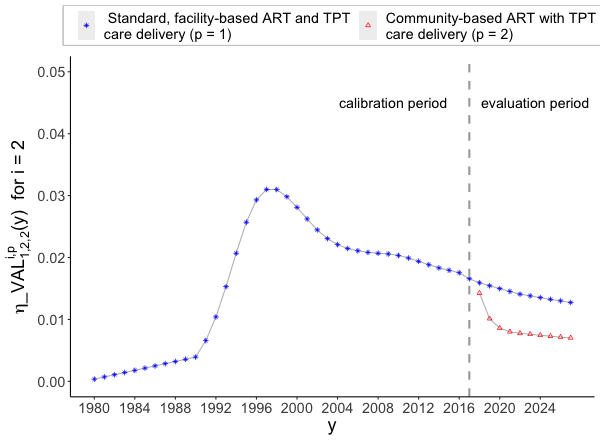 Standard, facility-based ART and TPT care delivery (p = 1)
Community-based ART with TPT care delivery (p = 2)
0.05
calibration period
evaluation period
0.04
0.03
0.02
0.01
0.00
η_VAL^{i,p}_{1,2,2}(y) for i = 2
1980 1984 1988 1992 1996 2000 2004 2008 2012 2016 2020 2024
y